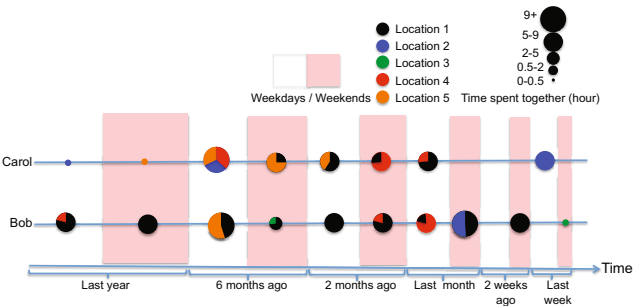 Location 1
Location 2
Location 3
Location 4
Location 5
9+
5-9
2-5
0.5-2
0-0.5
Weekdays / Weekends
Time spent together (hour)
Carol
Bob
Time
Last year
6 months ago
2 months ago
Last month
2 weeks
ago
Last
week